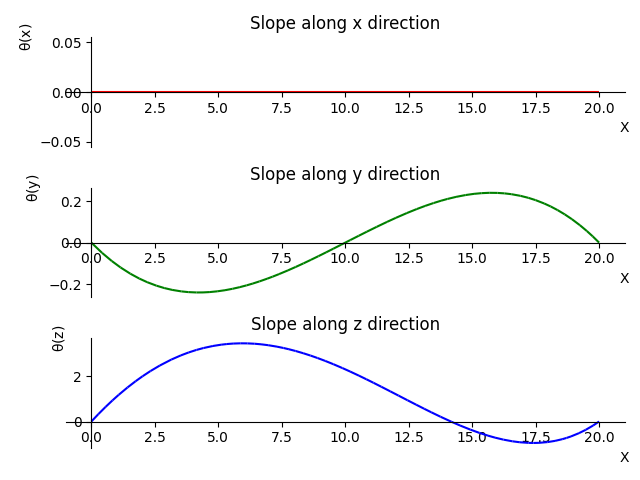 Slope along x direction
θ(x)
0.05
0.00
−0.05
0.0 2.5 5.0 7.5 10.0 12.5 15.0 17.5 20.0
X
Slope along y direction
θ(y)
0.2
0.0
−0.2
0.0 2.5 5.0 7.5 10.0 12.5 15.0 17.5 20.0
X
Slope along z direction
θ(z)
2
0
0.0 2.5 5.0 7.5 10.0 12.5 15.0 17.5 20.0
X